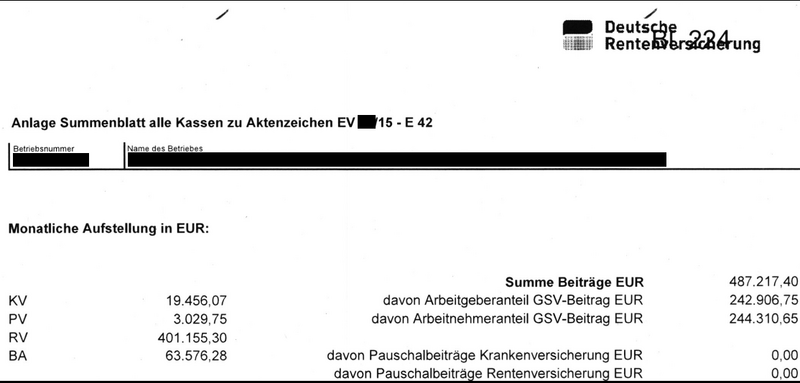 Deutsche
Rentenversicherung
Bl. 224
Anlage Summenblatt alle Kassen zu Aktenzeichen EV /15 - E 42
Betriebsnummer Name des Betriebes
Monatliche Aufstellung in EUR:
Summe Beiträge EUR 487.217,40
KV 19.456,07 davon Arbeitgeberanteil GSV-Beitrag EUR 242.906,75
PV 3.029,75 davon Arbeitnehmeranteil GSV-Beitrag EUR 244.310,65
RV 401.155,30
BA 63.576,28 davon Pauschalbeiträge Krankenversicherung EUR 0,00
davon Pauschalbeiträge Rentenversicherung EUR 0,00